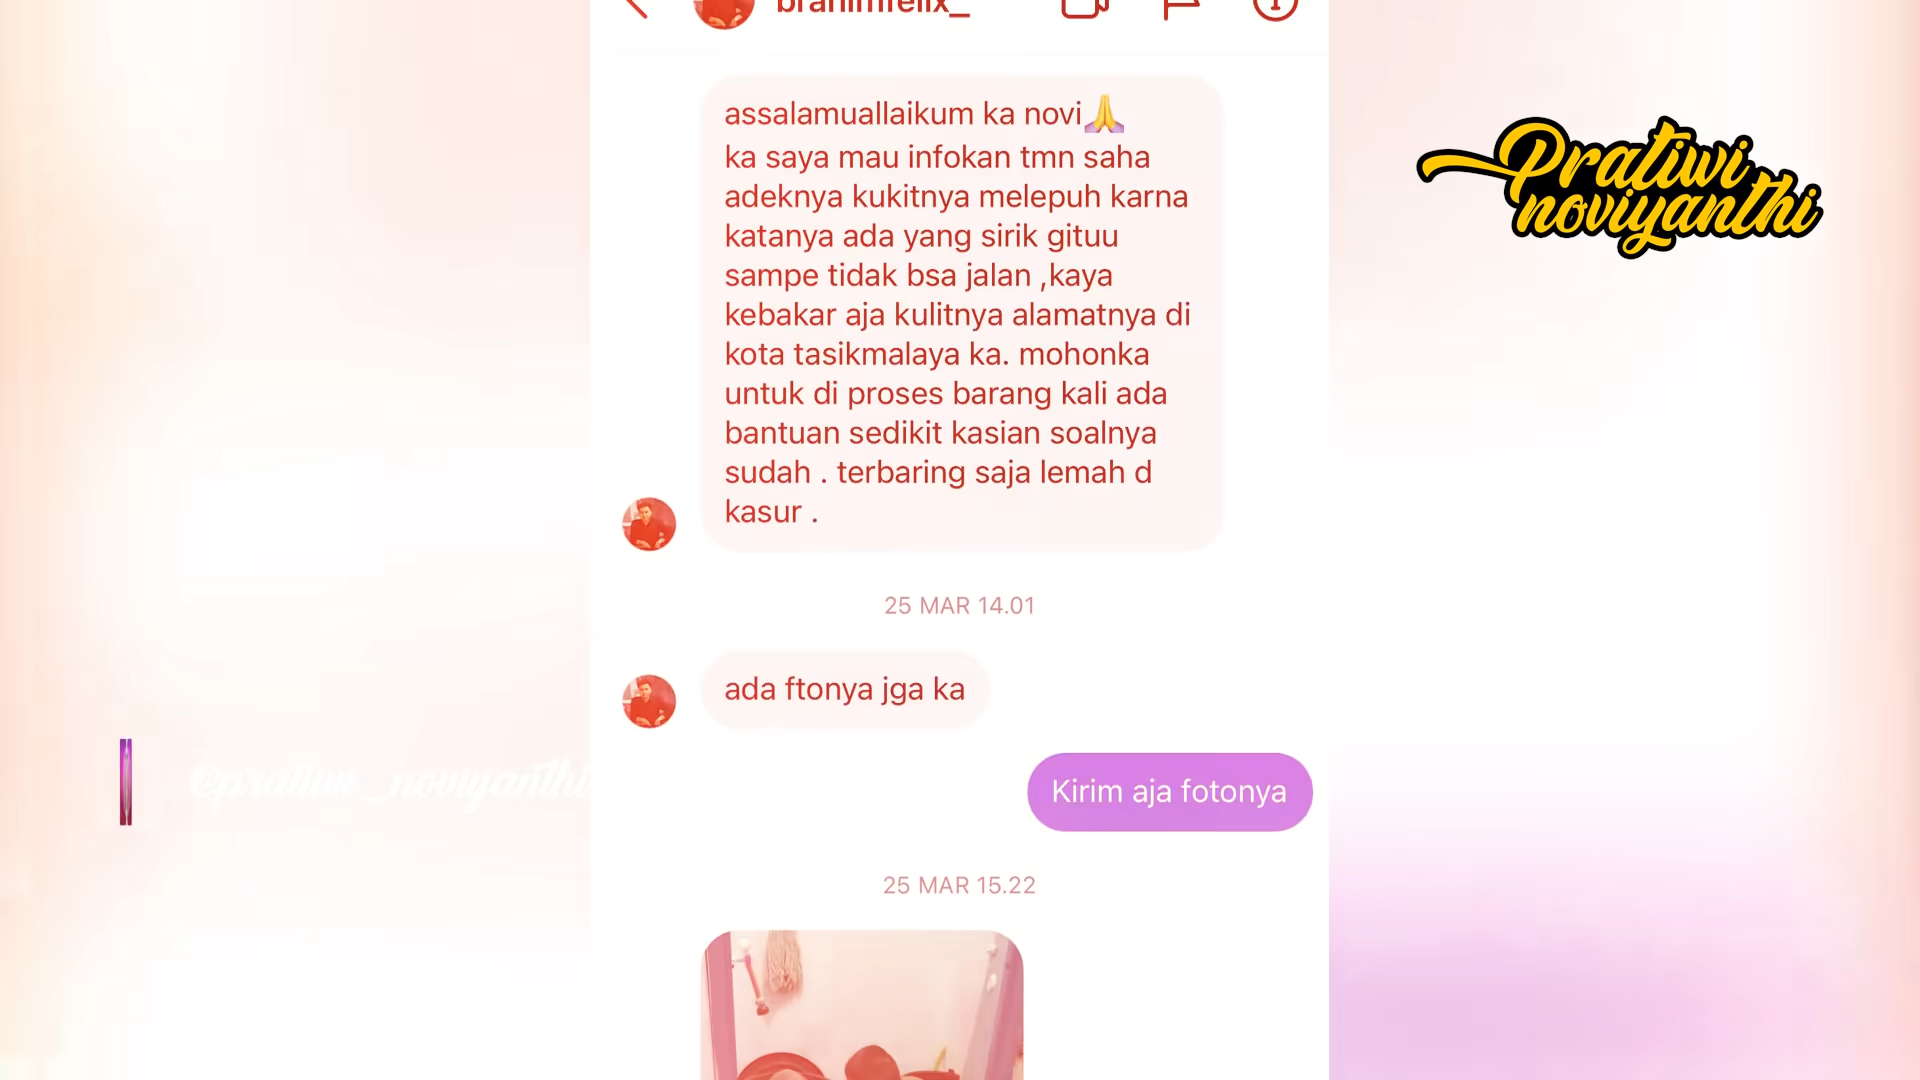 Pratiwi
noviyanthi
assalamuallaikum ka novi🙏
ka saya mau infokan tmn saha
adeknya kukitnya melepuh karna
katanya ada yang sirik gituu
sampe tidak bsa jalan ,kaya
kebakar aja kulitnya alamatnya di
kota tasikmalaya ka. mohonka
untuk di proses barang kali ada
bantuan sedikit kasian soalnya
sudah . terbaring saja lemah d
kasur .
25 MAR 14.01
ada ftonya jga ka
@pratiwi_noviyanthi
Kirim aja fotonya
25 MAR 15.22